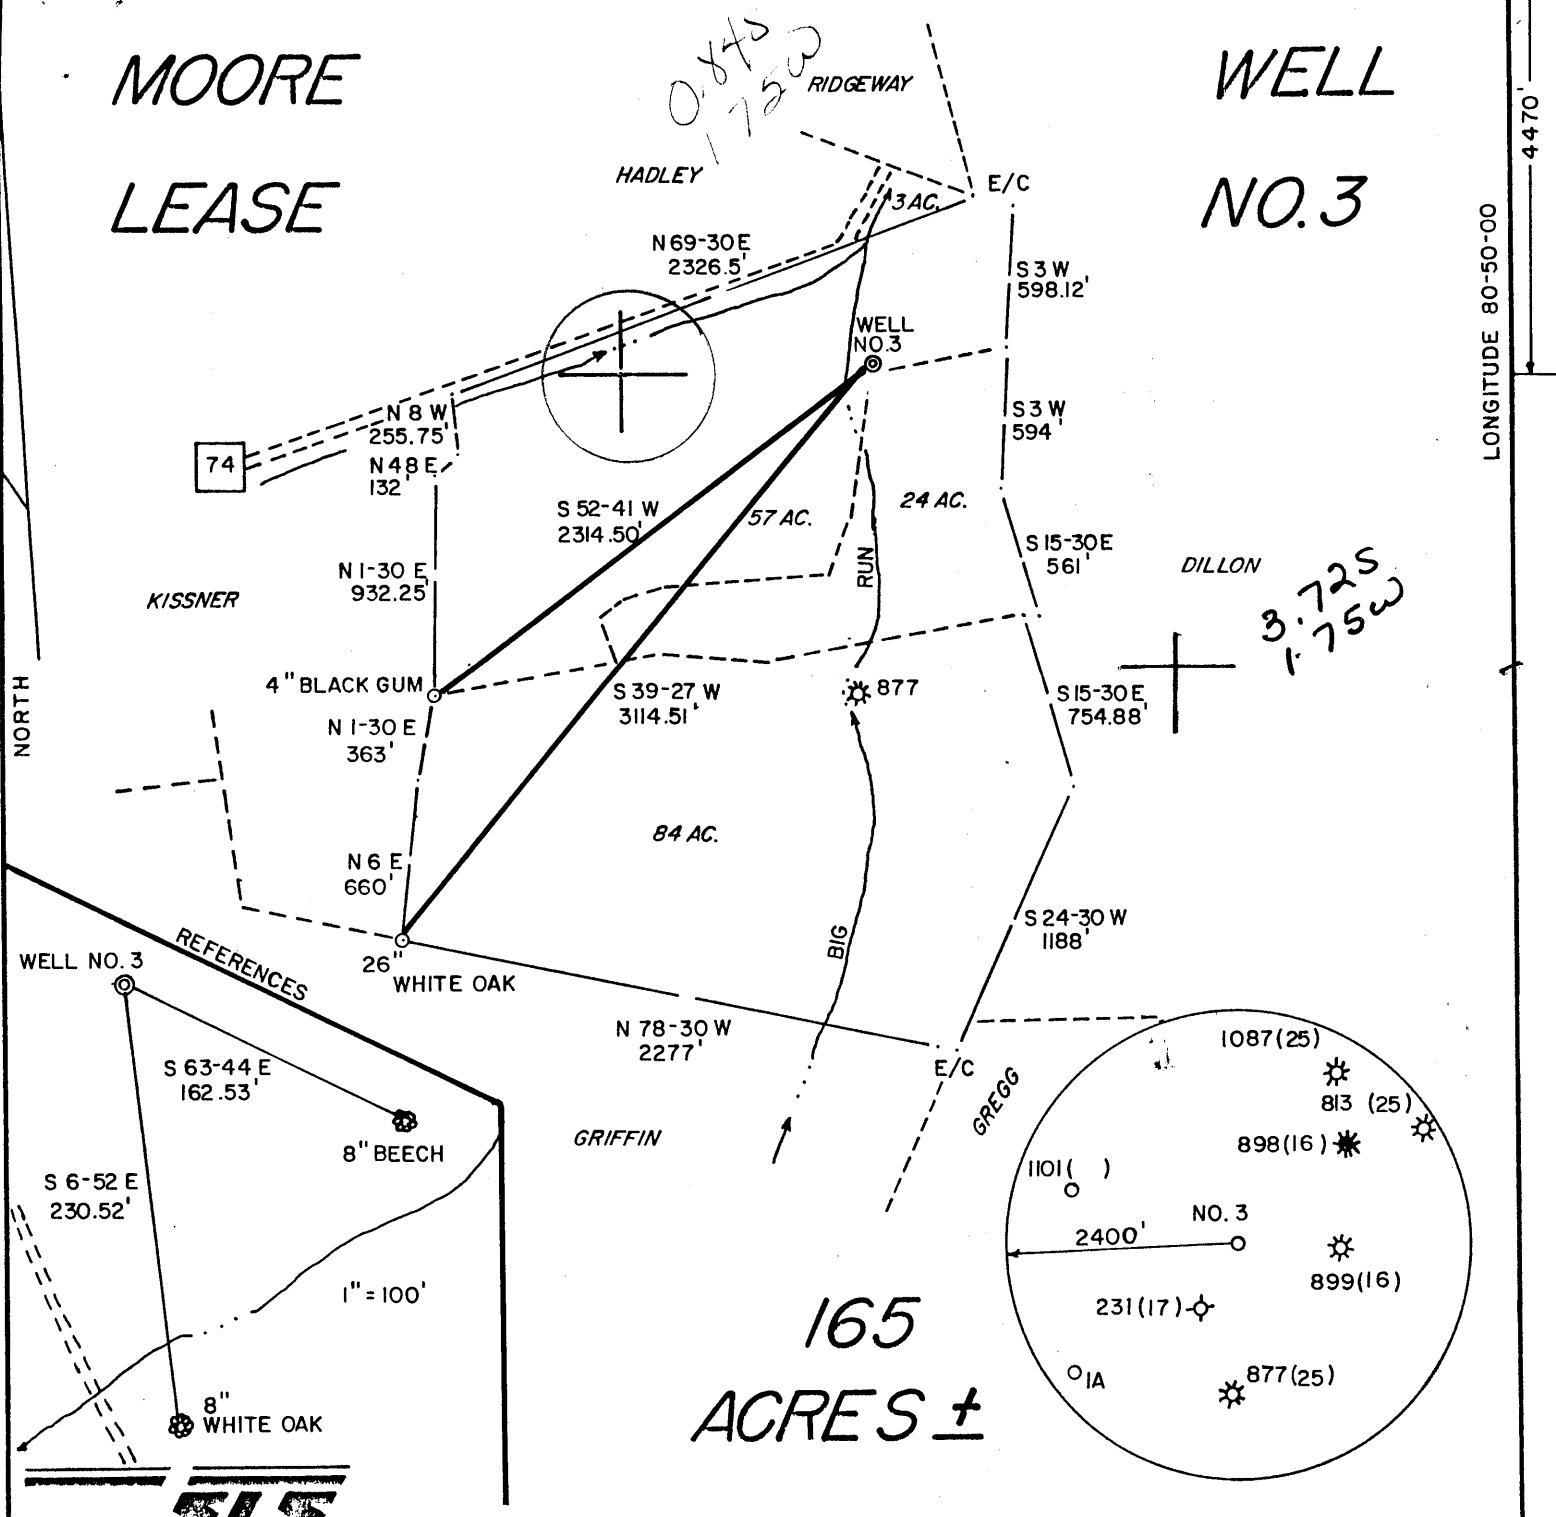 MOORE
LEASE
WELL
NO. 3
0.84S
1.75W
RIDGEWAY
HADLEY
E/C
3 AC.
4470'
LONGITUDE 80-50-00
N 69-30 E
2326.5'
S 3 W
598.12'
WELL
NO.3
N 8 W
255.75'
S 3 W
594'
74
N 48 E
132'
S 52-41 W
2314.50'
57 AC.
24 AC.
S 15-30 E
561'
DILLON
3.72S
1.75W
RUN
N 1-30 E
932.25'
KISSNER
4" BLACK GUM
S 39-27 W
3114.51'
877
S 15-30 E
754.88'
NORTH
N 1-30 E
363'
84 AC.
N 6 E
660'
S 24-30 W
1188'
BIG
REFERENCES
WELL NO. 3
26"
WHITE OAK
N 78-30 W
2277'
E/C
GREGG
S 63-44 E
162.53'
8" BEECH
GRIFFIN
S 6-52 E
230.52'
1" = 100'
8"
WHITE OAK
1087(25)
813 (25)
898(16)
1101( )
NO. 3
2400'
899(16)
231(17)
1A
877(25)
165
ACRES ±